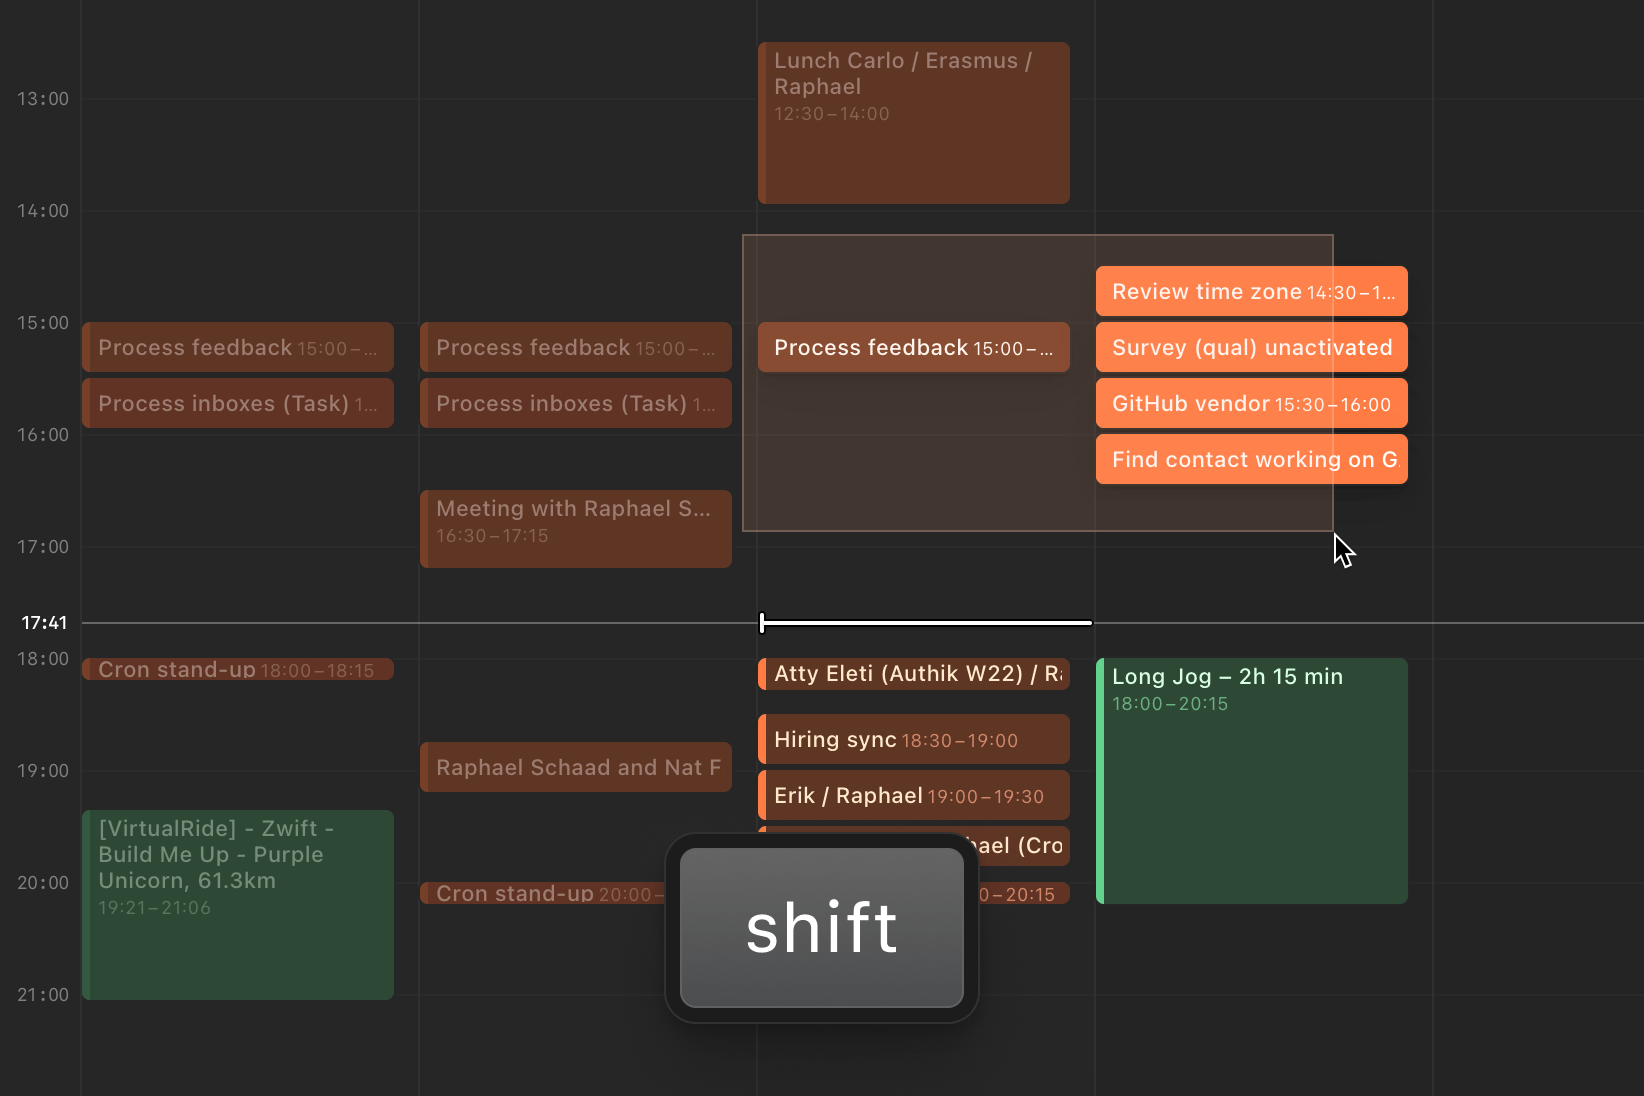 13:00
14:00
15:00
16:00
17:00
17:41
18:00
19:00
20:00
21:00
Process feedback 15:00–...
Process inboxes (Task) 1...
Cron stand-up 18:00–18:15
[VirtualRide] - Zwift -
Build Me Up - Purple
Unicorn, 61.3km
19:21–21:06
Process feedback 15:00–...
Process inboxes (Task) 1...
Meeting with Raphael S...
16:30–17:15
Raphael Schaad and Nat F
Cron stand-up 20:00–
Lunch Carlo / Erasmus /
Raphael
12:30–14:00
Process feedback 15:00–...
Atty Eleti (Authik W22) / Ra
Hiring sync 18:30–19:00
Erik / Raphael 19:00–19:30
hael (Cro
0–20:15
Review time zone 14:30–1...
Survey (qual) unactivated
GitHub vendor 15:30–16:00
Find contact working on G
Long Jog – 2h 15 min
18:00–20:15
shift